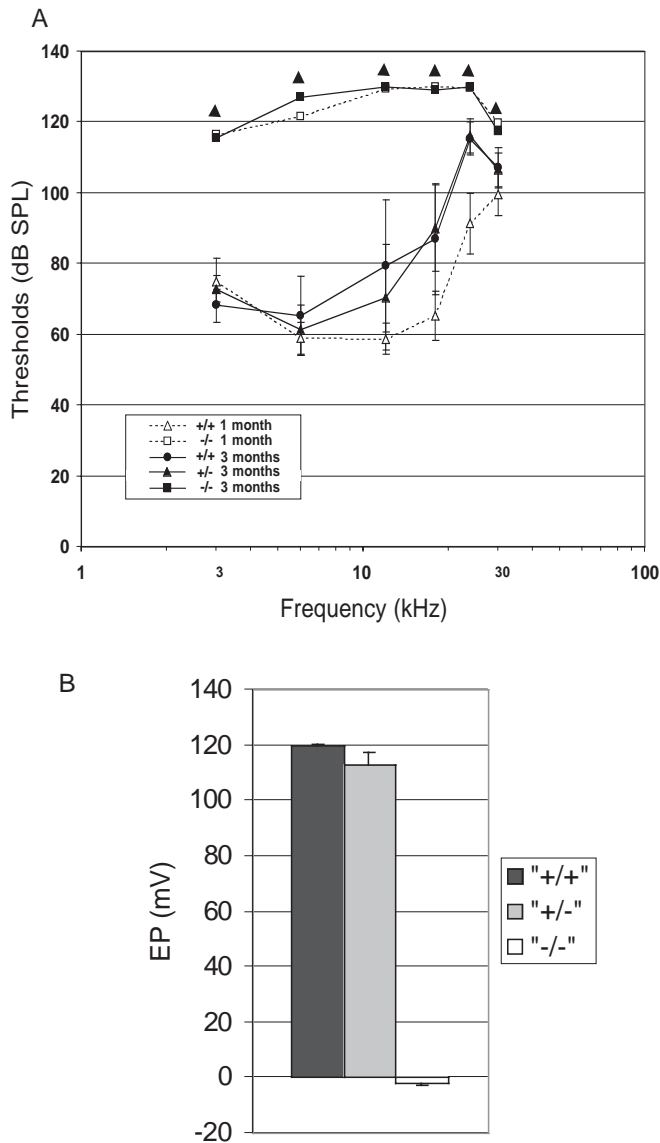 A
140
120
100
80
60
40
20
0
Thresholds (dB SPL)
+/+ 1 month
-/- 1 month
+/+ 3 months
+/- 3 months
-/- 3 months
1 3 10 30 100
Frequency (kHz)
B
140
120
100
80
60
40
20
0
-20
EP (mV)
"+/+"
"+/-"
"-/-"